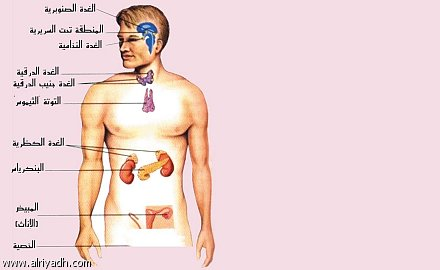 الغدة الصنوبرية
المنطقة تحت السريرية
الغدة النخامية
الغدة الدرقية
الغدة جنيب الدرقية
التوتة الثيموس
الغدة الكظرية
البنكرياس
المبيض
(الاناث)
الخصية
www.alriyadh.com